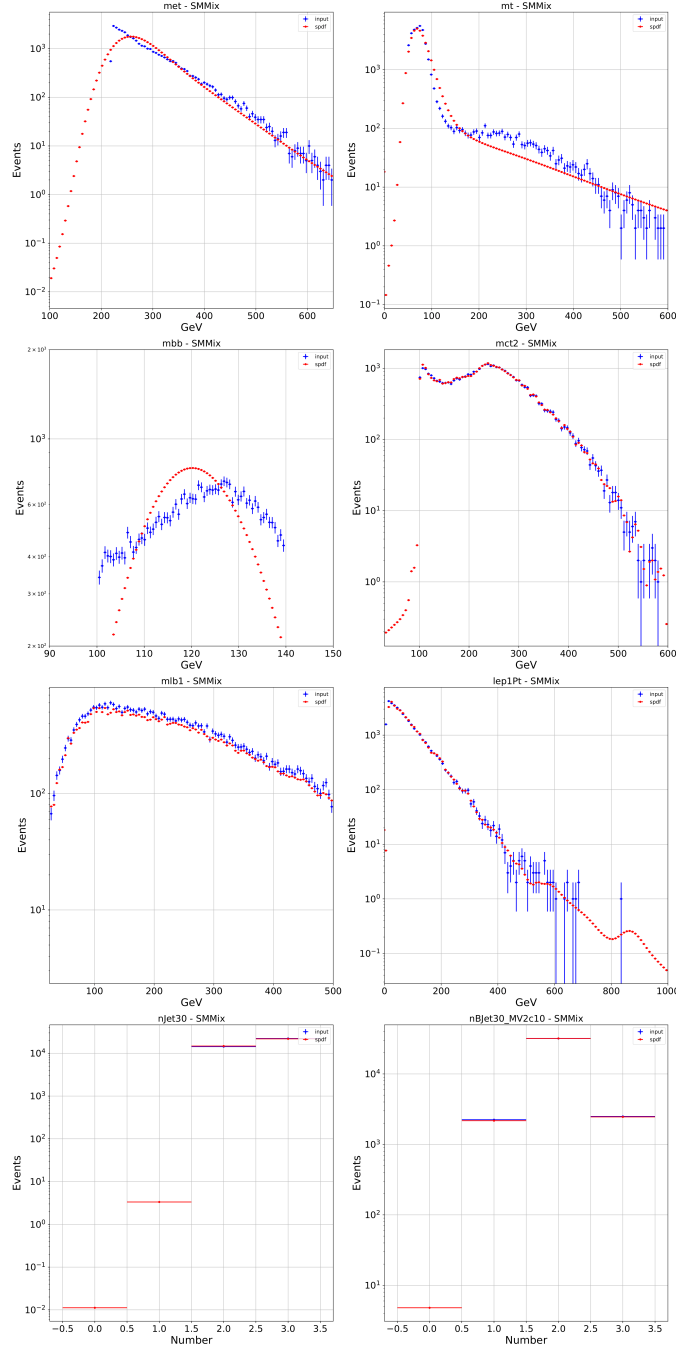 met - SMMix
input
spdf
Events
10³
10²
10¹
10⁰
10⁻¹
10⁻²
100 200 300 400 500 600
GeV
mt - SMMix
input
spdf
Events
10³
10²
10¹
10⁰
10⁻¹
0 100 200 300 400 500 600
GeV
mbb - SMMix
input
spdf
Events
10³
6 × 10²
4 × 10²
3 × 10²
2 × 10²
90 100 110 120 130 140 150
GeV
mct2 - SMMix
input
spdf
Events
10³
10²
10¹
10⁰
100 200 300 400 500 600
GeV
mlb1 - SMMix
input
spdf
Events
10²
10¹
100 200 300 400 500
GeV
lep1Pt - SMMix
input
spdf
Events
10³
10²
10¹
10⁰
10⁻¹
0 200 400 600 800 1000
GeV
nJet30 - SMMix
input
spdf
Events
10⁴
10³
10²
10¹
10⁰
10⁻¹
10⁻²
−0.5 0.0 0.5 1.0 1.5 2.0 2.5 3.0 3.5
Number
nBJet30_MV2c10 - SMMix
input
spdf
Events
10⁴
10³
10²
10¹
−0.5 0.0 0.5 1.0 1.5 2.0 2.5 3.0 3.5
Number